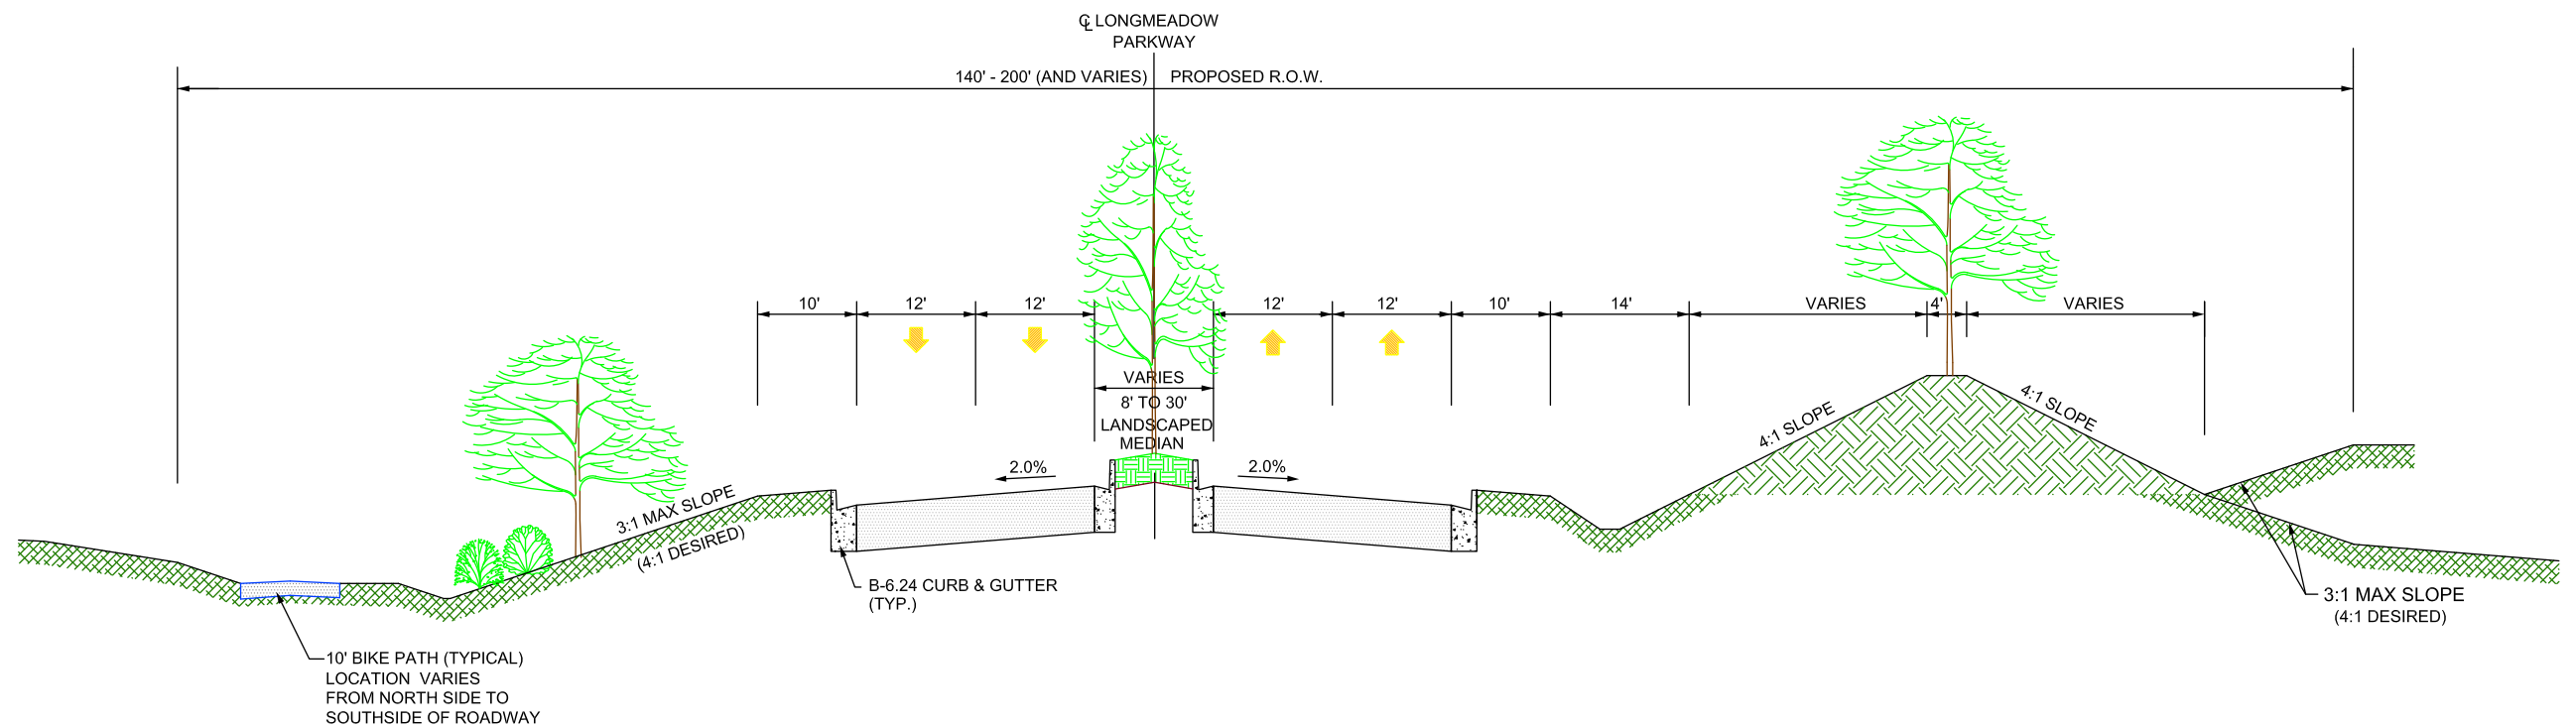 ℄ LONGMEADOW
PARKWAY
140' - 200' (AND VARIES) PROPOSED R.O.W.
10' 12' 12' 12' 12' 10' 14' VARIES 4' VARIES
VARIES
8' TO 30'
LANDSCAPED
MEDIAN
2.0% 2.0%
4:1 SLOPE 4:1 SLOPE
3:1 MAX SLOPE
(4:1 DESIRED)
B-6.24 CURB & GUTTER
(TYP.)
3:1 MAX SLOPE
(4:1 DESIRED)
10' BIKE PATH (TYPICAL)
LOCATION VARIES
FROM NORTH SIDE TO
SOUTHSIDE OF ROADWAY